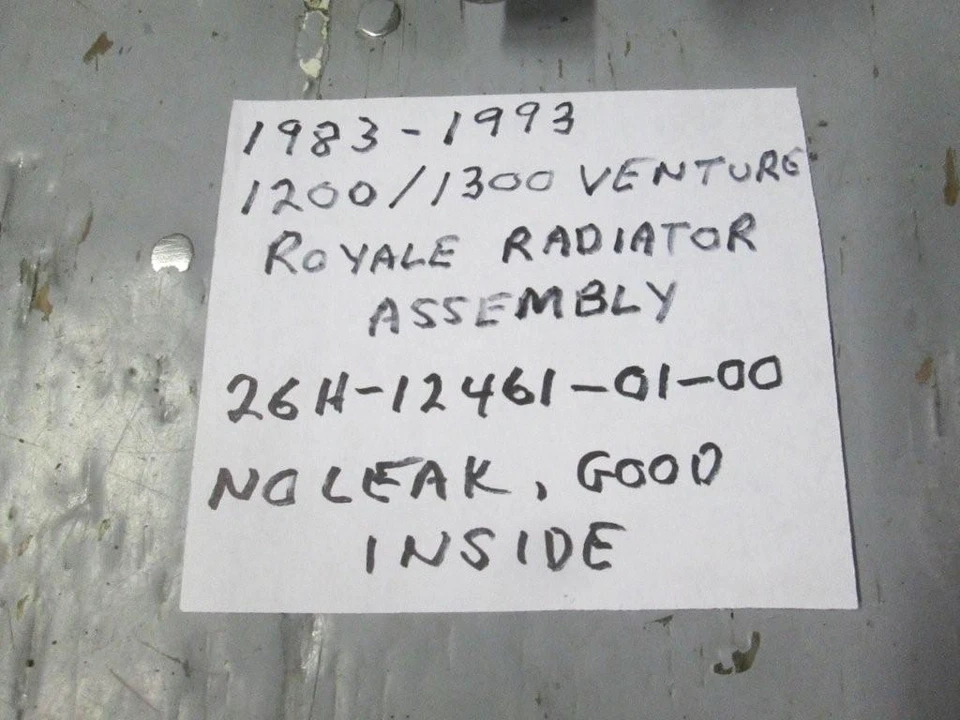 1983-1993
1200/1300 VENTURE
ROYALE RADIATOR
ASSEMBLY
26H-12461-01-00
NO LEAK, GOOD
INSIDE